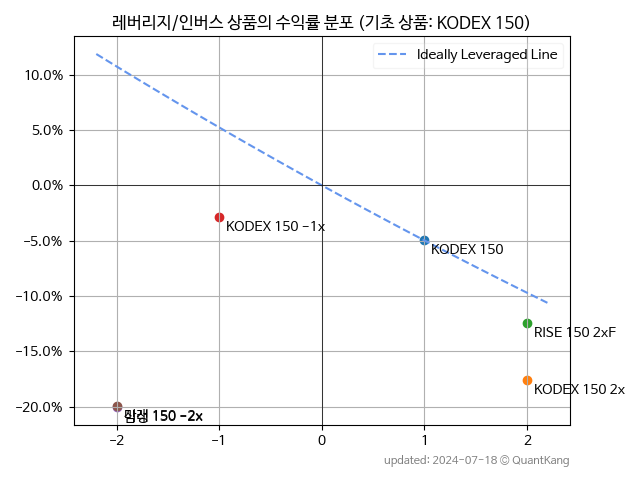 레버리지/인버스 상품의 수익률 분포 (기초 상품: KODEX 150)
Ideally Leveraged Line
10.0%
5.0%
0.0%
−5.0%
−10.0%
−15.0%
−20.0%
KODEX 150 −1x
KODEX 150
RISE 150 2xF
KODEX 150 2x
150 −2x
−2
−1
0
1
2
updated: 2024-07-18 © QuantKang